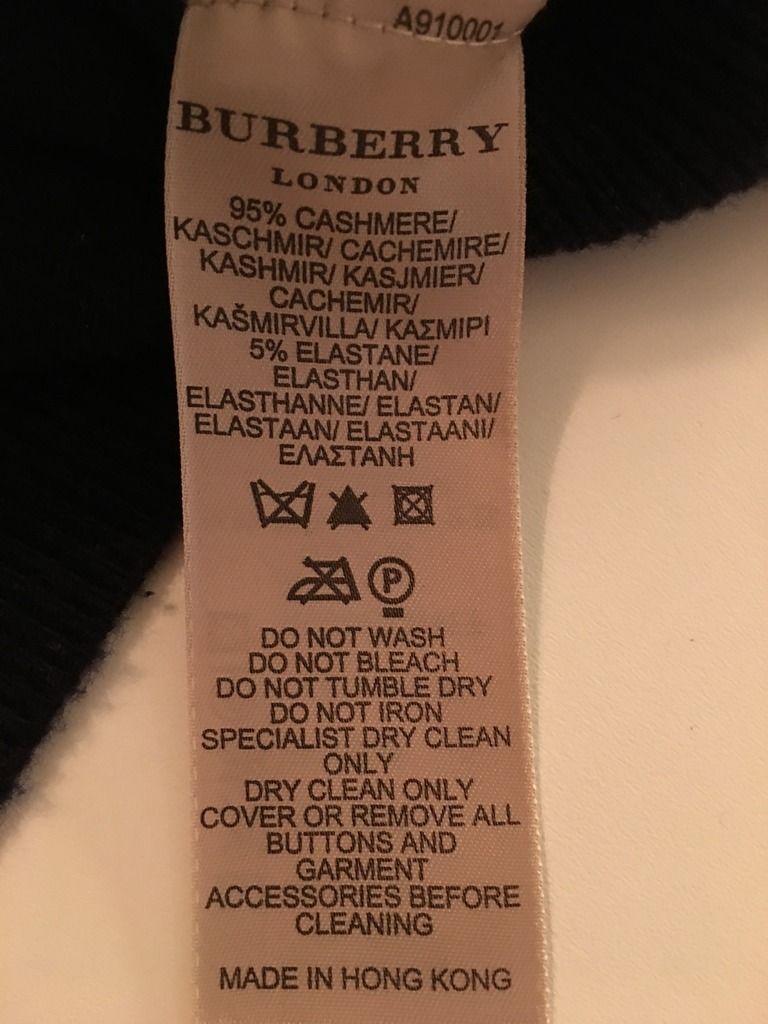 A910001
BURBERRY
LONDON
95% CASHMERE/
KASCHMIR/ CACHEMIRE/
KASHMIR/ KASJMIER/
CACHEMIR/
KAŠMIRVILLA/ ΚΑΣΜΙΡΙ
5% ELASTANE/
ELASTHAN/
ELASTHANNE/ ELASTAN/
ELASTAAN/ ELASTAANI/
ΕΛΑΣΤΑΝΗ
P
DO NOT WASH
DO NOT BLEACH
DO NOT TUMBLE DRY
DO NOT IRON
SPECIALIST DRY CLEAN
ONLY
DRY CLEAN ONLY
COVER OR REMOVE ALL
BUTTONS AND
GARMENT
ACCESSORIES BEFORE
CLEANING
MADE IN HONG KONG